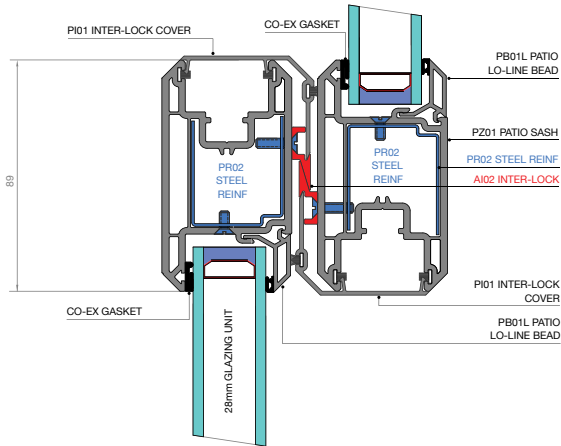 CO-EX GASKET
PI01 INTER-LOCK COVER
PB01L PATIO
LO-LINE BEAD
PZ01 PATIO SASH
PR02 STEEL REINF
AI02 INTER-LOCK
PR02
STEEL
REINF
PR02
STEEL
REINF
89
PI01 INTER-LOCK
COVER
CO-EX GASKET
PB01L PATIO
LO-LINE BEAD
28mm GLAZING UNIT